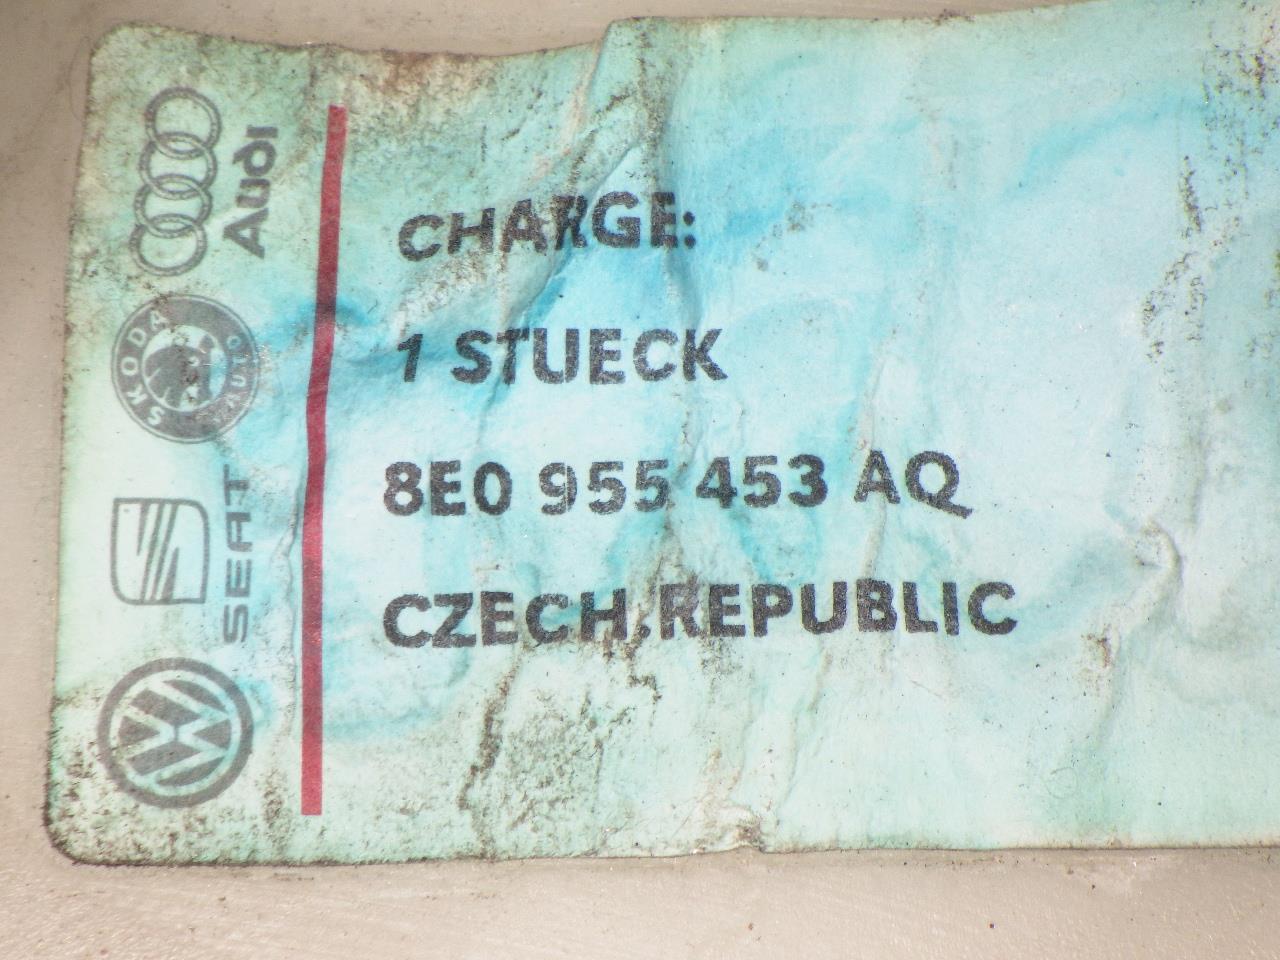 Audi
SKODA AUTO
SEAT
CHARGE:
1 STUECK
8E0 955 453 AQ
CZECH.REPUBLIC